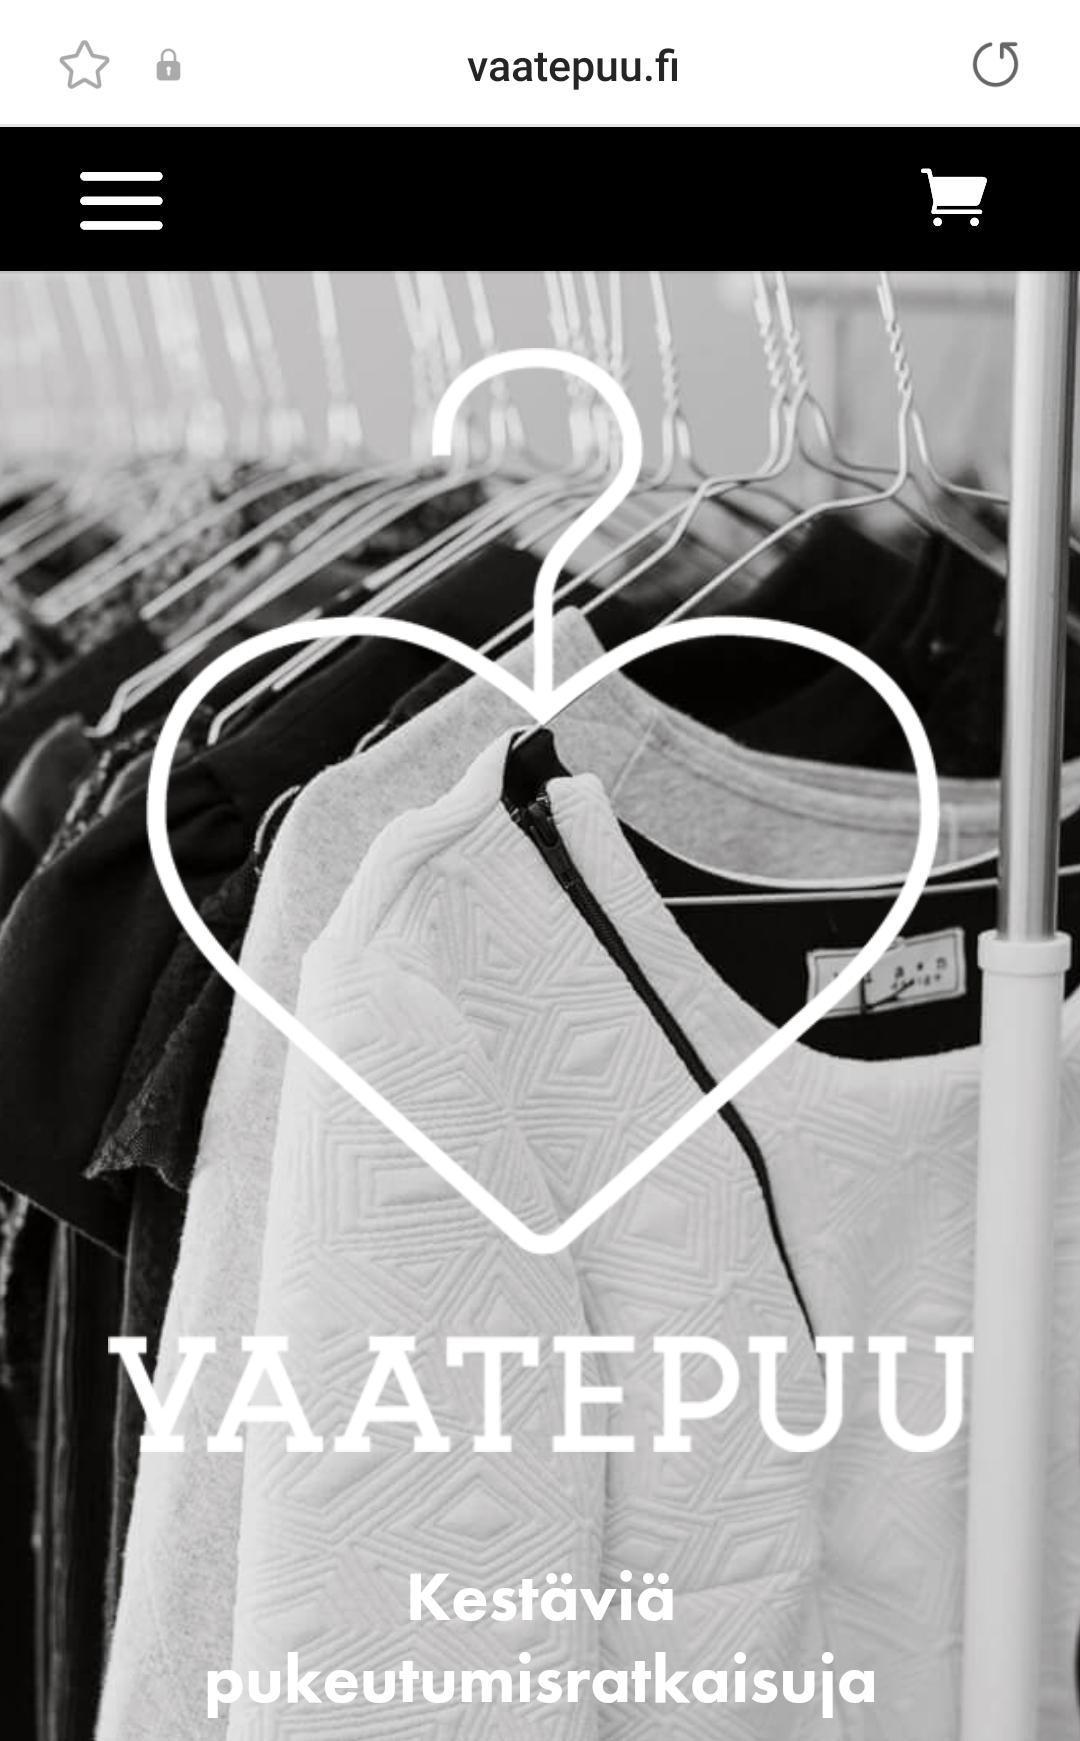 vaatepuu.fi
VAATEPUU
Kestäviä
pukeutumisratkaisuja